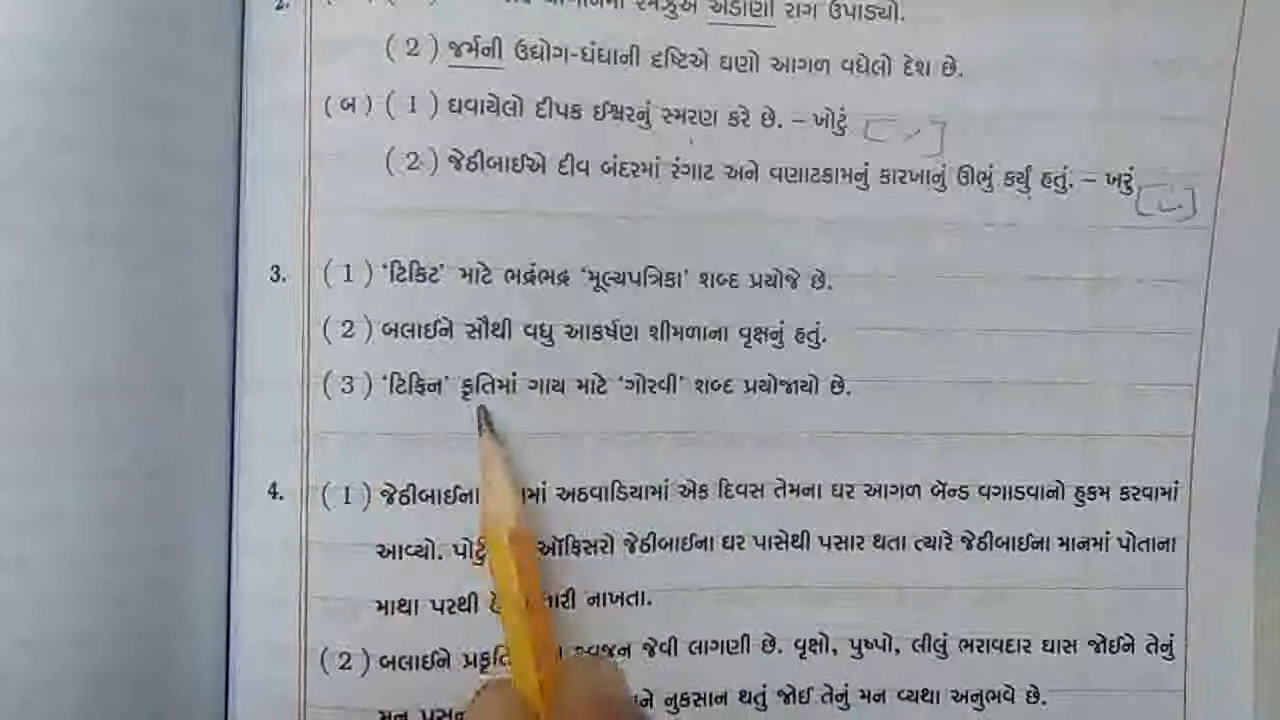 2. રાગ ઉપાડ્યો.
( 2 ) જર્મની ઉદ્યોગ-ધંધાની દૃષ્ટિએ ઘણો આગળ વધેલો દેશ છે.
( બ ) ( 1 ) ઘવાયેલો દીપક ઈશ્વરનું સ્મરણ કરે છે. – ખોટું
( 2 ) જેઠીબાઈએ દીવ બંદરમાં રંગાટ અને વણાટકામનું કારખાનું ઊભું કર્યું હતું. – ખરું
3. ( 1 ) ‘ટિકિટ’ માટે ભદ્રંભદ્ર ‘મૂલ્યપત્રિકા’ શબ્દ પ્રયોજે છે.
( 2 ) બલાઈને સૌથી વધુ આકર્ષણ શીમળાના વૃક્ષનું હતું.
( 3 ) ‘ટિફિન’ કૃતિમાં ગાય માટે ‘ગોરવી’ શબ્દ પ્રયોજાયો છે.
4. ( 1 ) જેઠીબાઈના અઠવાડિયામાં એક દિવસ તેમના ઘર આગળ બૅન્ડ વગાડવાનો હુકમ કરવામાં
આવ્યો. ઑફિસરો જેઠીબાઈના ઘર પાસેથી પસાર થતા ત્યારે જેઠીબાઈના માનમાં પોતાના
માથા પરથી નાખતા.
( 2 ) બલાઈને જેવી લાગણી છે. વૃક્ષો, પુષ્પો, લીલું ભરાવદાર ઘાસ જોઈને તેનું
મન નુકસાન થતું જોઈ તેનું મન વ્યથા અનુભવે છે.